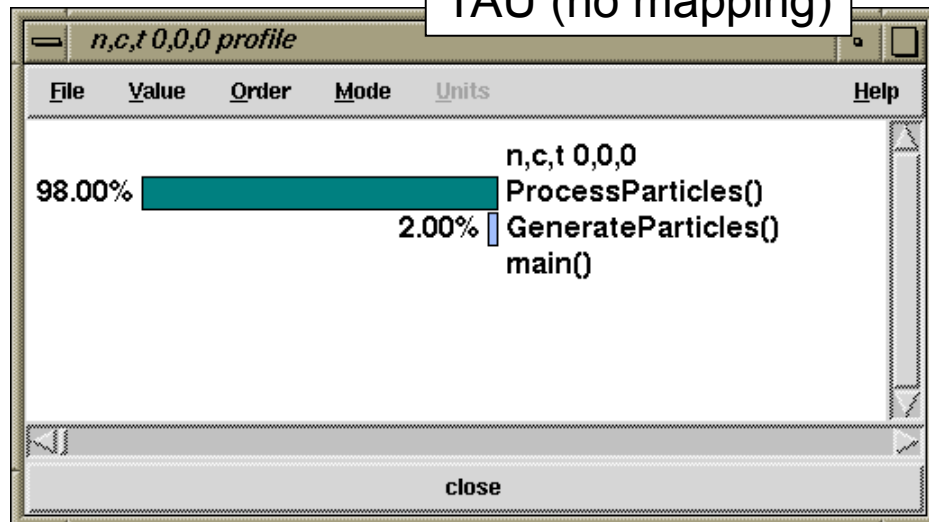 TAU (no mapping)
n,c,t 0,0,0 profile
File Value Order Mode Units Help
n,c,t 0,0,0
98.00% ProcessParticles()
2.00% GenerateParticles()
main()
close